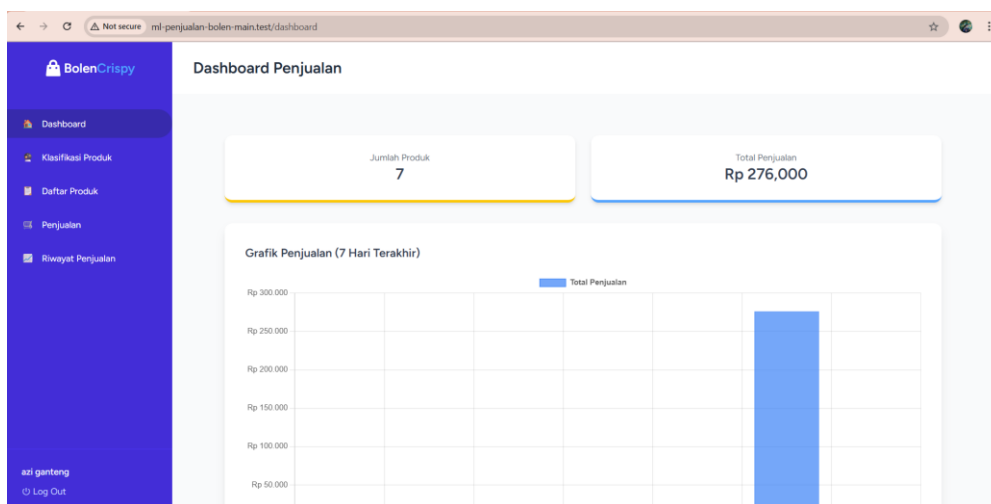 Not secure ml-penjualan-bolen-main.test/dashboard
BolenCrispy
Dashboard Penjualan
Dashboard
Klasifikasi Produk
Daftar Produk
Penjualan
Riwayat Penjualan
azi ganteng
Log Out
Jumlah Produk
7
Total Penjualan
Rp 276,000
Grafik Penjualan (7 Hari Terakhir)
Total Penjualan
Rp 300.000
Rp 250.000
Rp 200.000
Rp 150.000
Rp 100.000
Rp 50.000